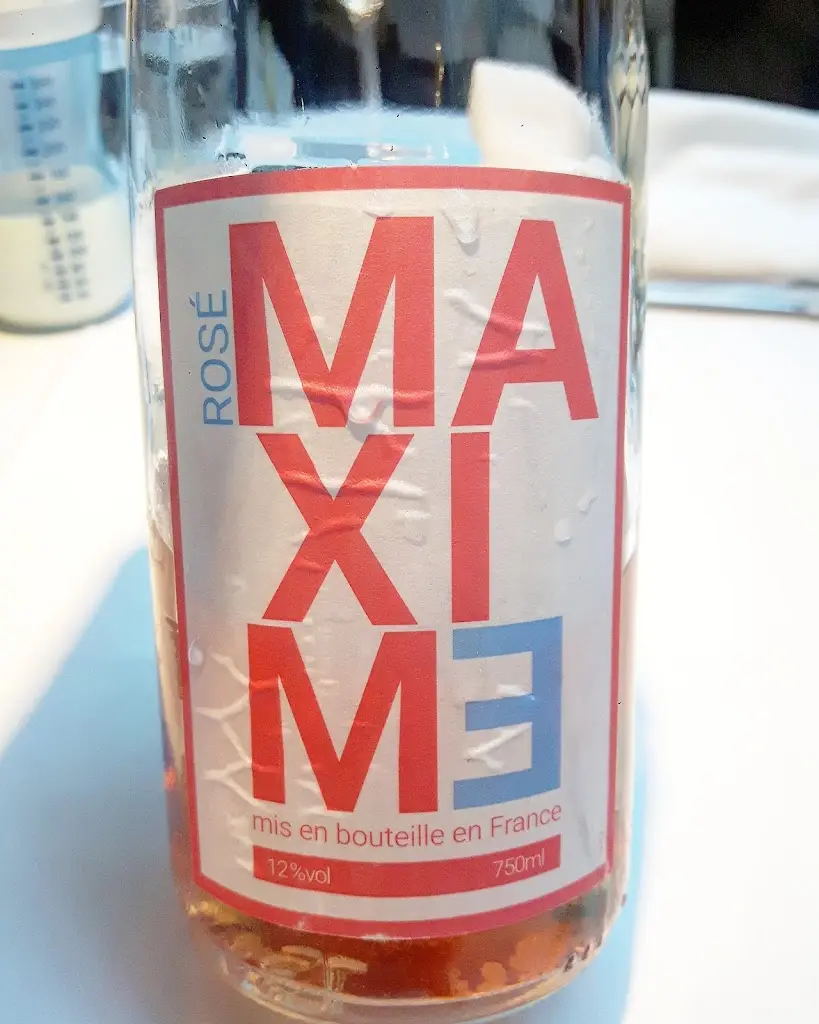 ROSÉ
MA
XI
MƎ
mis en bouteille en France
12%vol 750ml